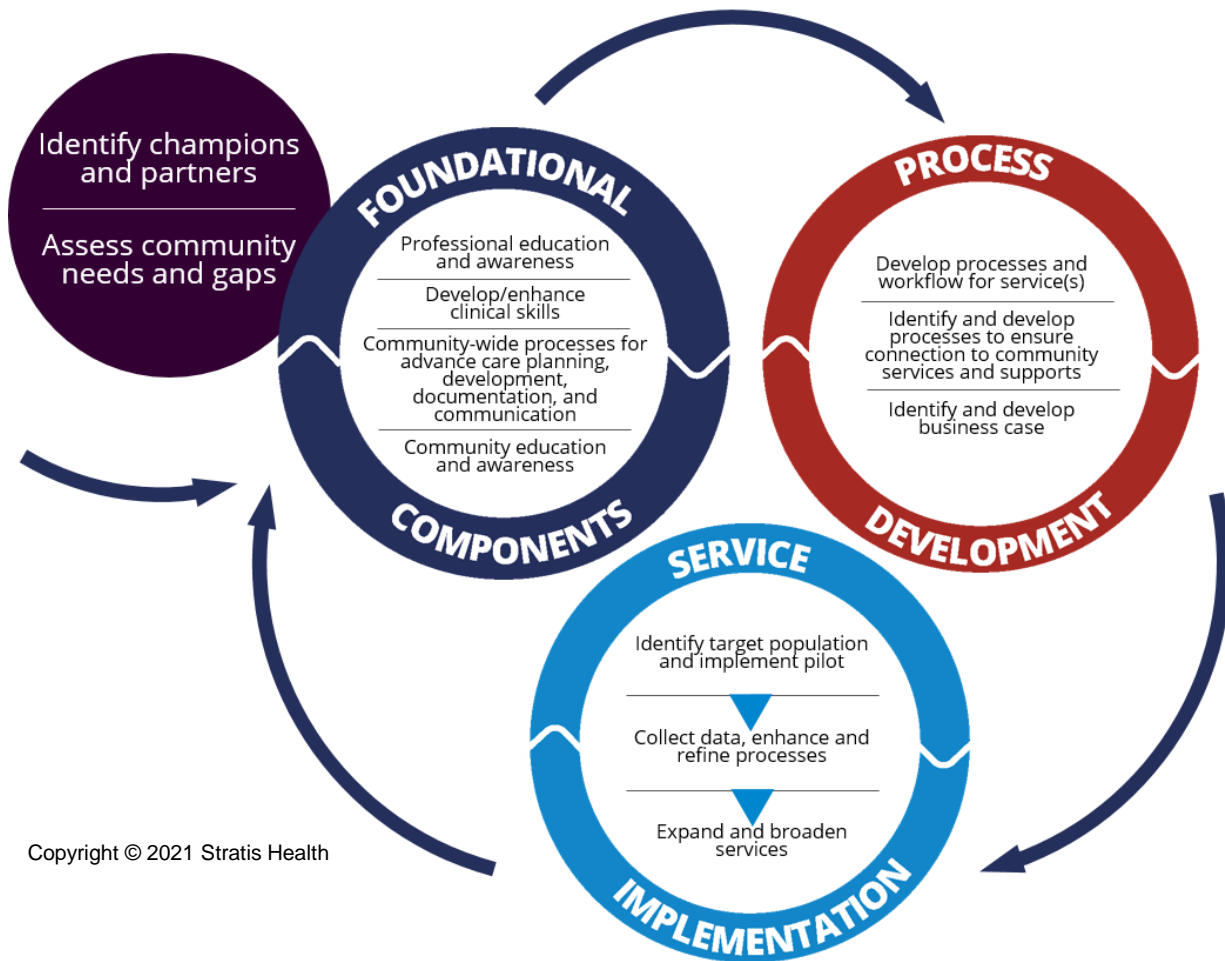 Identify champions
and partners
Assess community
needs and gaps
FOUNDATIONAL
Professional education
and awareness
Develop/enhance
clinical skills
Community-wide processes for
advance care planning,
development,
documentation, and
communication
Community education
and awareness
COMPONENTS
PROCESS
Develop processes and
workflow for service(s)
Identify and develop
processes to ensure
connection to community
services and supports
Identify and develop
business case
DEVELOPMENT
SERVICE
Identify target population
and implement pilot
Collect data, enhance and
refine processes
Expand and broaden
services
IMPLEMENTATION
Copyright © 2021 Stratis Health